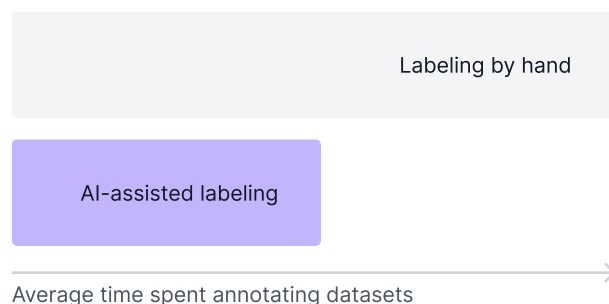 Labeling by hand
AI-assisted labeling
Average time spent annotating datasets